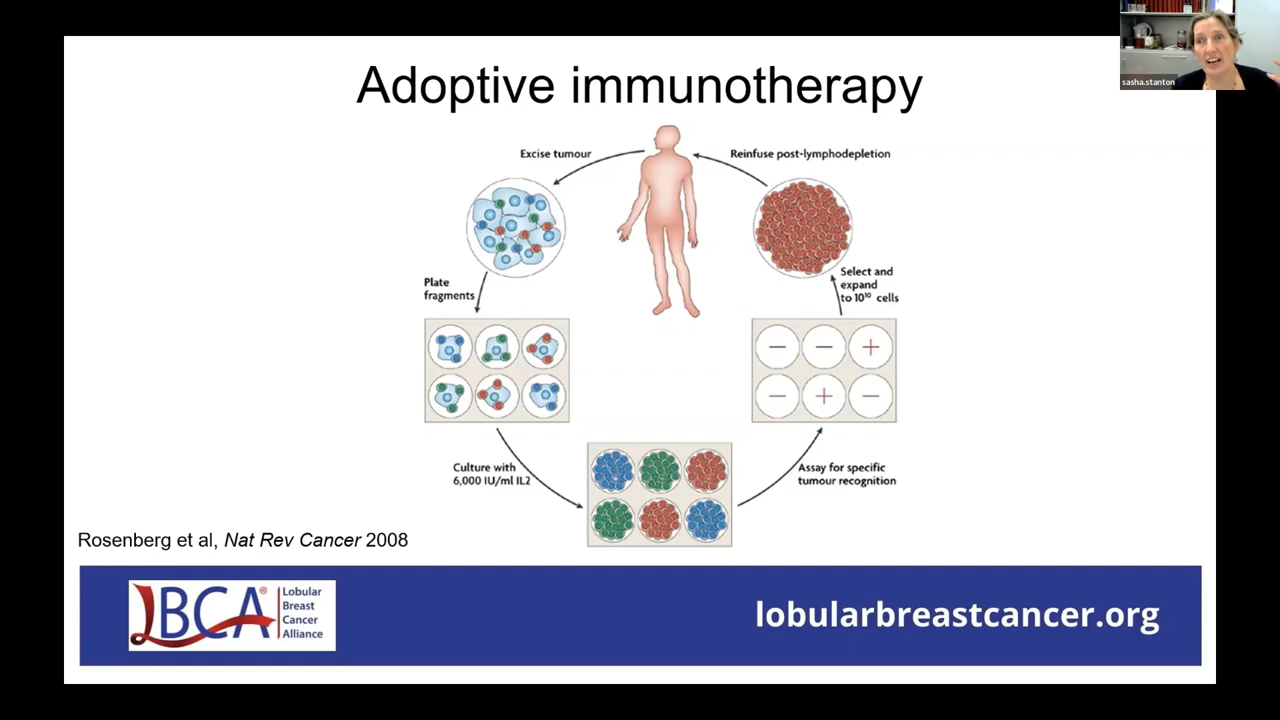 sasha.stanton
Adoptive immunotherapy
Excise tumour
Reinfuse post-lymphodepletion
Plate
fragments
Select and
expand
to 10¹⁰ cells
— — +
— + —
Culture with
6,000 IU/ml IL2
Assay for specific
tumour recognition
Rosenberg et al, Nat Rev Cancer 2008
LBCA®
Lobular
Breast
Cancer
Alliance
lobularbreastcancer.org